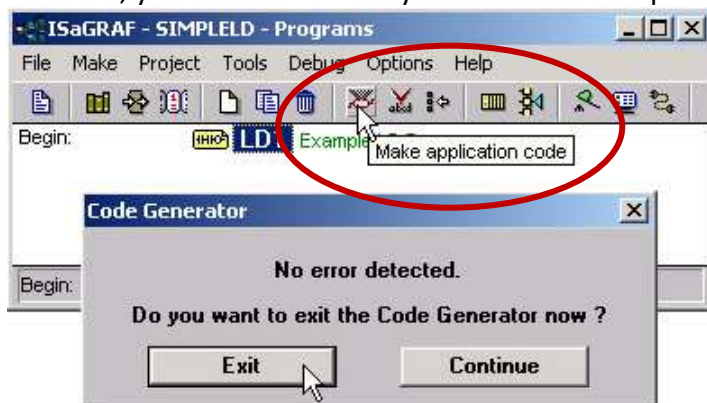 ISaGRAF - SIMPLELD - Programs
File Make Project Tools Debug Options Help
Begin: LD Example
Make application code
Code Generator
No error detected.
Begin:
Do you want to exit the Code Generator now ?
Exit Continue